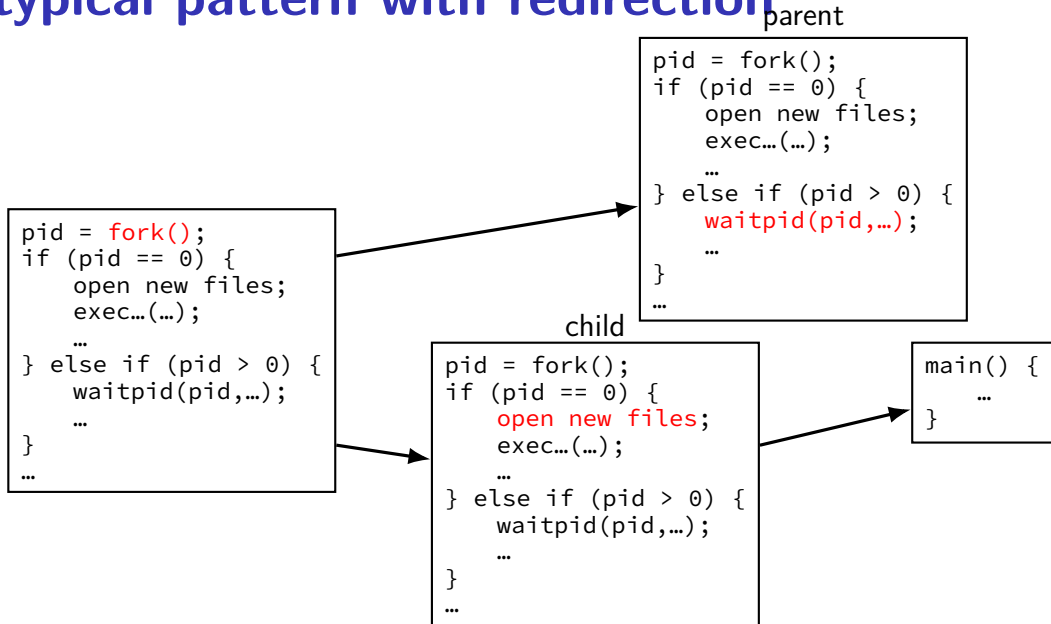 typical pattern with redirection
parent
pid = fork();
if (pid == 0) {
    open new files;
    exec…(…);
    …
} else if (pid > 0) {
    waitpid(pid,…);
    …
}
…
pid = fork();
if (pid == 0) {
    open new files;
    exec…(…);
    …
} else if (pid > 0) {
    waitpid(pid,…);
    …
}
…
child
pid = fork();
if (pid == 0) {
    open new files;
    exec…(…);
    …
} else if (pid > 0) {
    waitpid(pid,…);
    …
}
…
main() {
    …
}